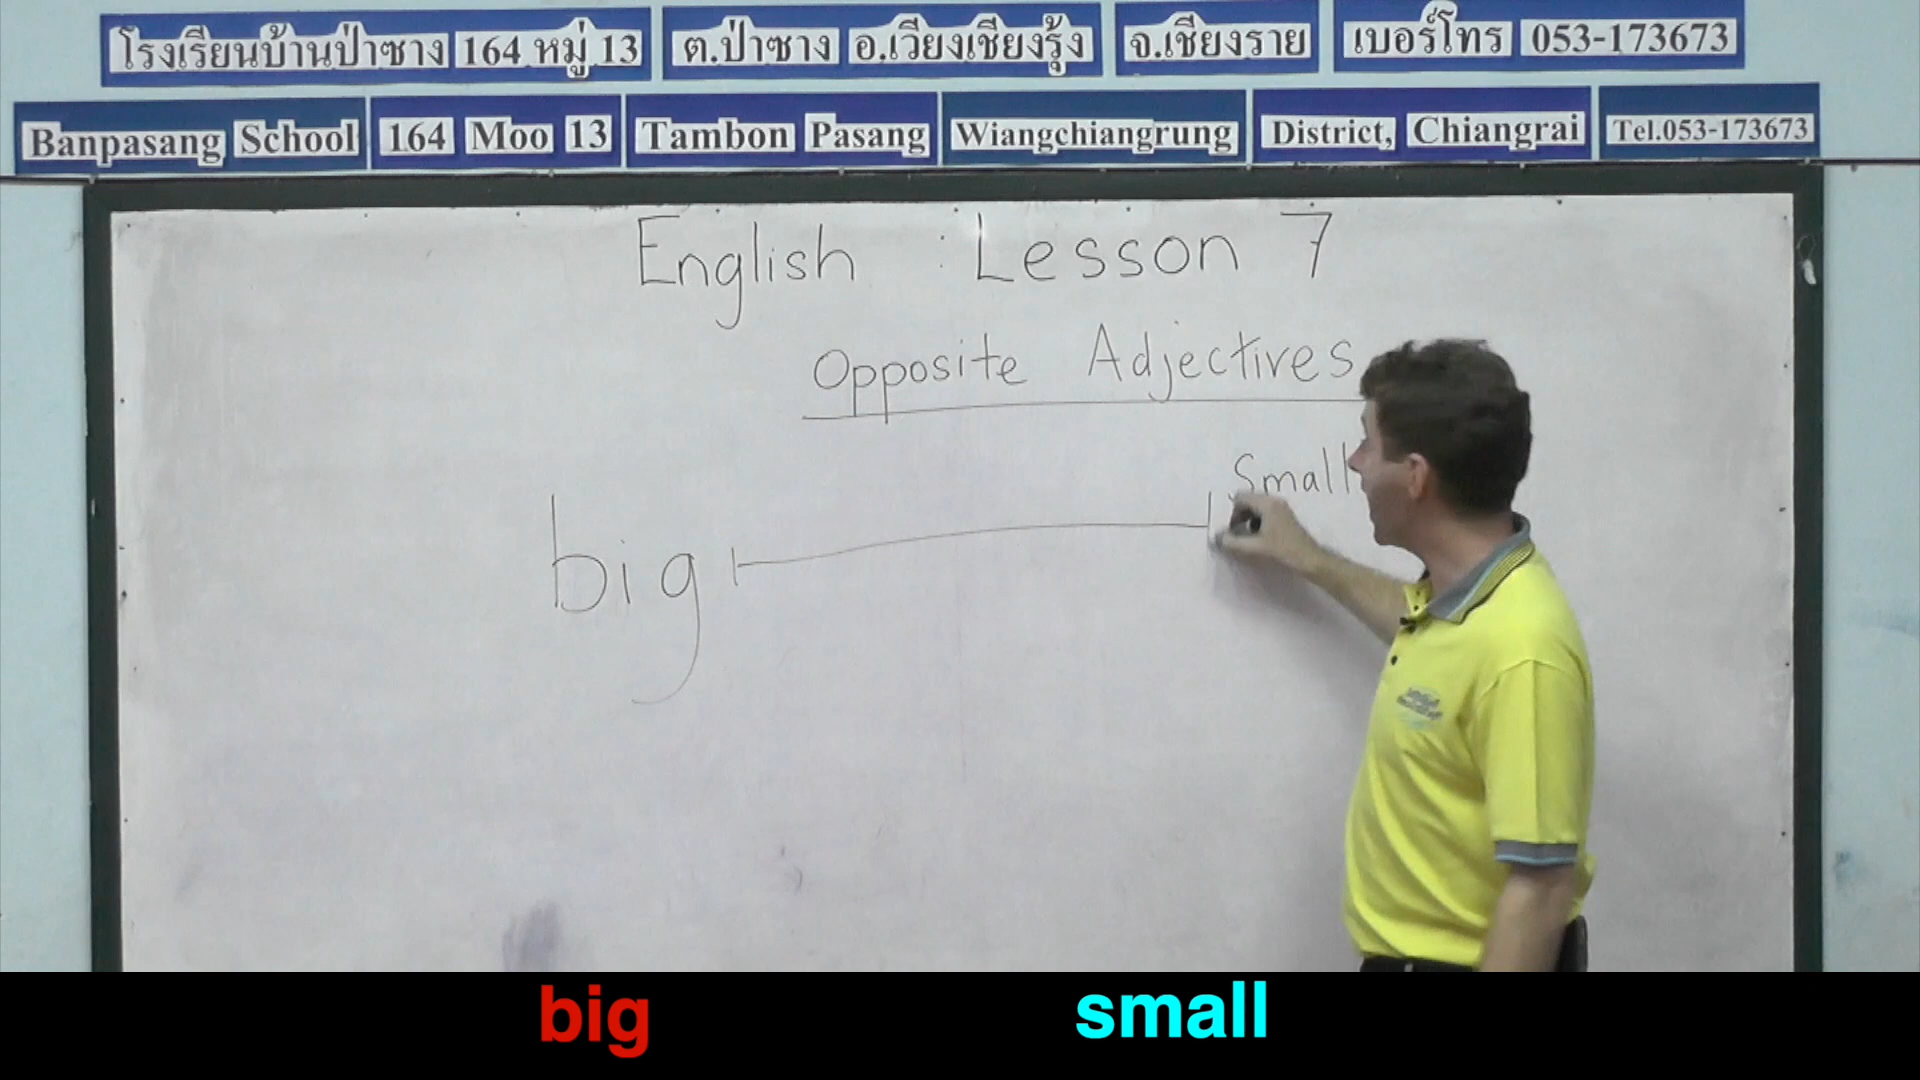 โรงเรียนบ้านป่าซาง 164 หมู่ 13 ต.ป่าซาง อ.เวียงเชียงรุ้ง จ.เชียงราย เบอร์โทร 053-173673
Banpasang School 164 Moo 13 Tambon Pasang Wiangchiangrung District, Chiangrai Tel.053-173673
English : Lesson 7
Opposite Adjectives
Small
big
big small